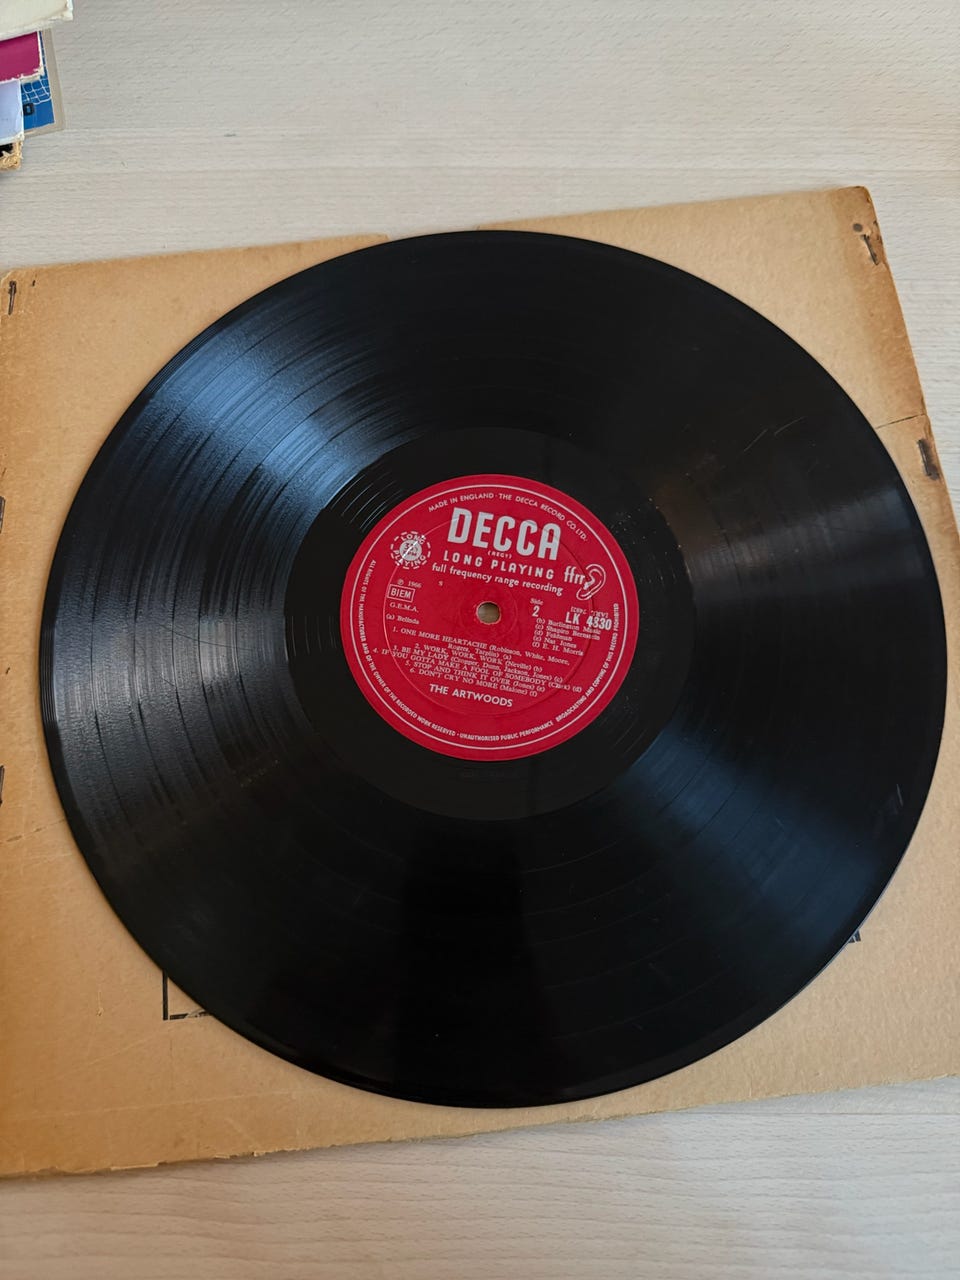 MADE IN ENGLAND · THE DECCA RECORD CO. LTD.
DECCA
(REGD)
LONG PLAYING
LONG PLAYING ffrr
full frequency range recording
℗ 1966
BIEM
G.E.M.A.
(a) Belinda
Side
2
LK 4830
(b) Burlington Music
(c) Shapiro Bernstein
(d) Feldman
(e) Nat Jones
(f) E. H. Morris
1. ONE MORE HEARTACHE (Robinson, White, Moore,
Rogers, Tarplin) (a)
2. WORK, WORK, WORK (Neville) (b)
3. BE MY LADY (Cropper, Dunn, Jackson, Jones) (c)
4. IF YOU GOTTA MAKE A FOOL OF SOMEBODY (Clark) (d)
5. STOP AND THINK IT OVER (Jones) (e)
6. DON'T CRY NO MORE (Malone) (f)
THE ARTWOODS
ALL RIGHTS OF THE MANUFACTURER AND OF THE OWNER OF THE RECORDED WORK RESERVED · UNAUTHORISED PUBLIC PERFORMANCE BROADCASTING AND COPYING OF THIS RECORD PROHIBITED